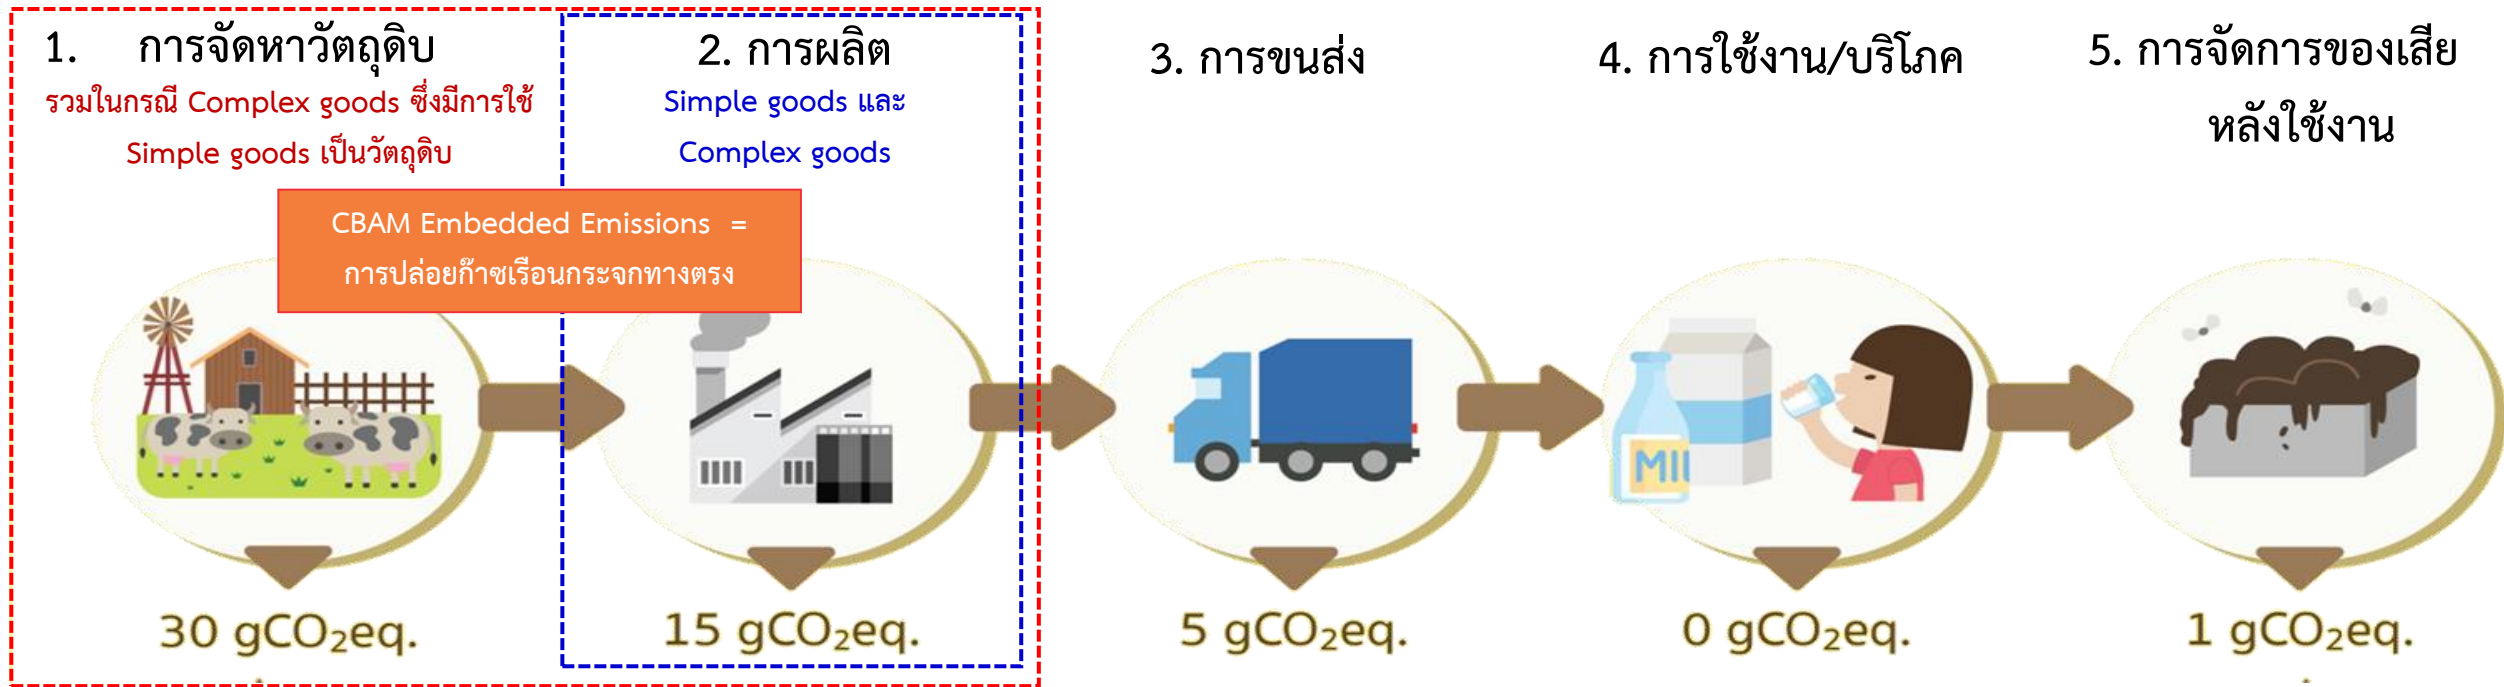 1. การจัดหาวัตถุดิบ
รวมในกรณี Complex goods ซึ่งมีการใช้
Simple goods เป็นวัตถุดิบ
2. การผลิต
Simple goods และ
Complex goods
3. การขนส่ง
4. การใช้งาน/บริโภค
5. การจัดการของเสีย
หลังใช้งาน
CBAM Embedded Emissions =
การปล่อยก๊าซเรือนกระจกทางตรง
MIL
30 gCO₂eq.
15 gCO₂eq.
5 gCO₂eq.
0 gCO₂eq.
1 gCO₂eq.